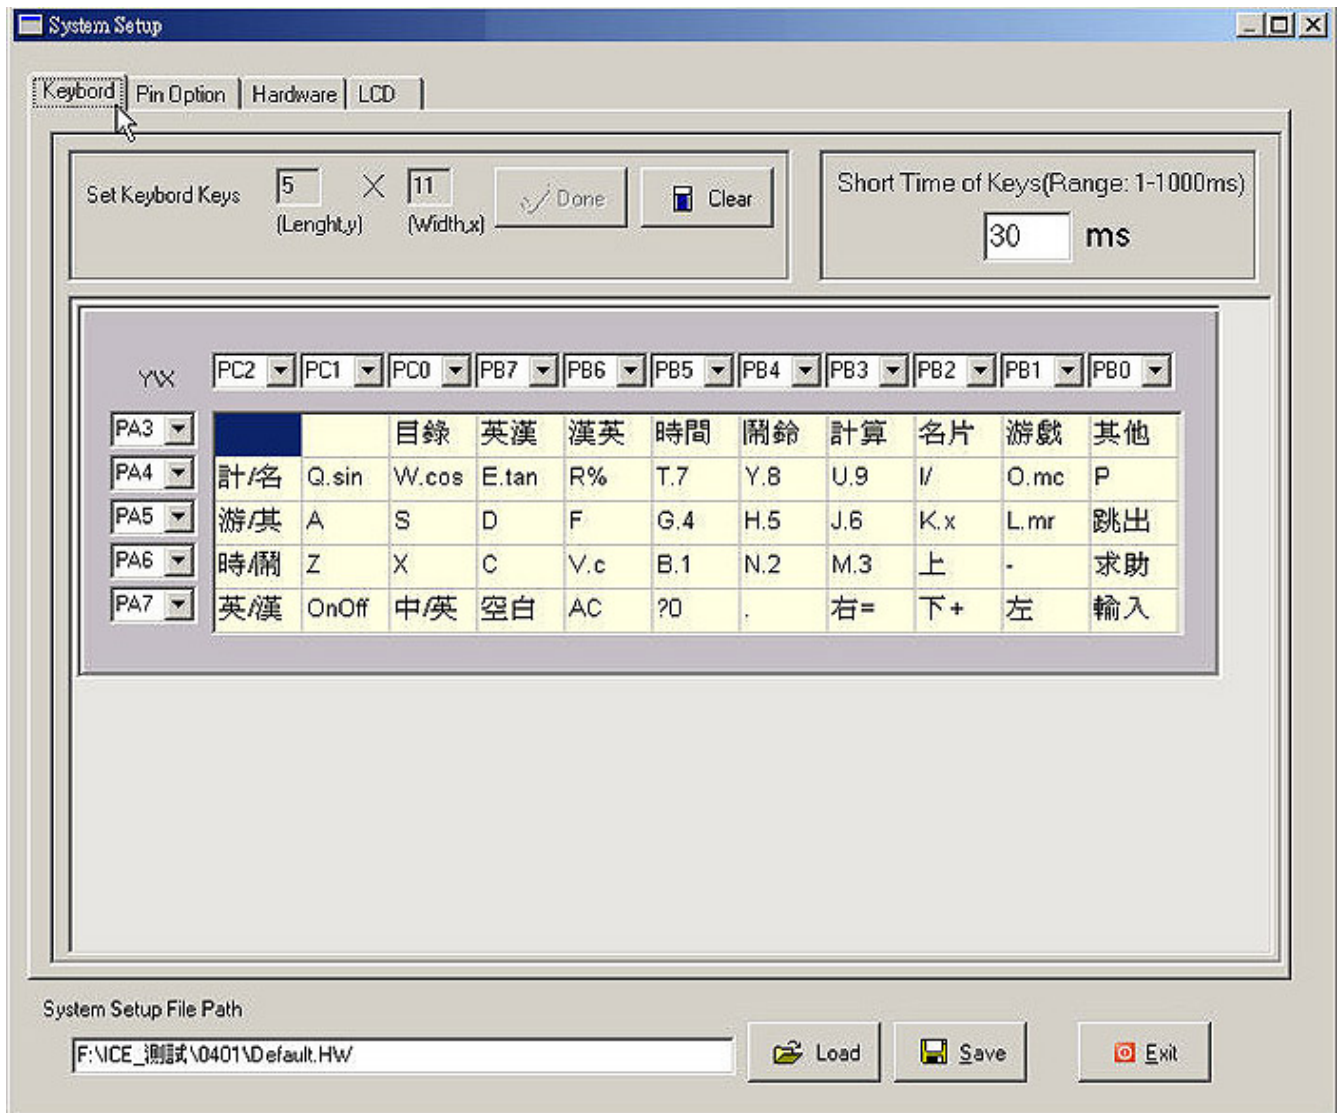 System Setup
Keybord Pin Option Hardware LCD
Set Keybord Keys 5 X 11 Done Clear
(Lenght,y) (Width,x)
Short Time of Keys(Range: 1-1000ms)
30 ms
Y\X PC2 PC1 PC0 PB7 PB6 PB5 PB4 PB3 PB2 PB1 PB0
PA3 目錄 英漢 漢英 時間 鬧鈴 計算 名片 游戲 其他
PA4 計/名 Q.sin W.cos E.tan R% T.7 Y.8 U.9 I/ O.mc P
PA5 游/其 A S D F G.4 H.5 J.6 K.x L.mr 跳出
PA6 時/鬧 Z X C V.c B.1 N.2 M.3 上 - 求助
PA7 英/漢 OnOff 中/英 空白 AC ?0 . 右= 下+ 左 輸入
System Setup File Path
F:\ICE_測試\0401\Default.HW Load Save Exit